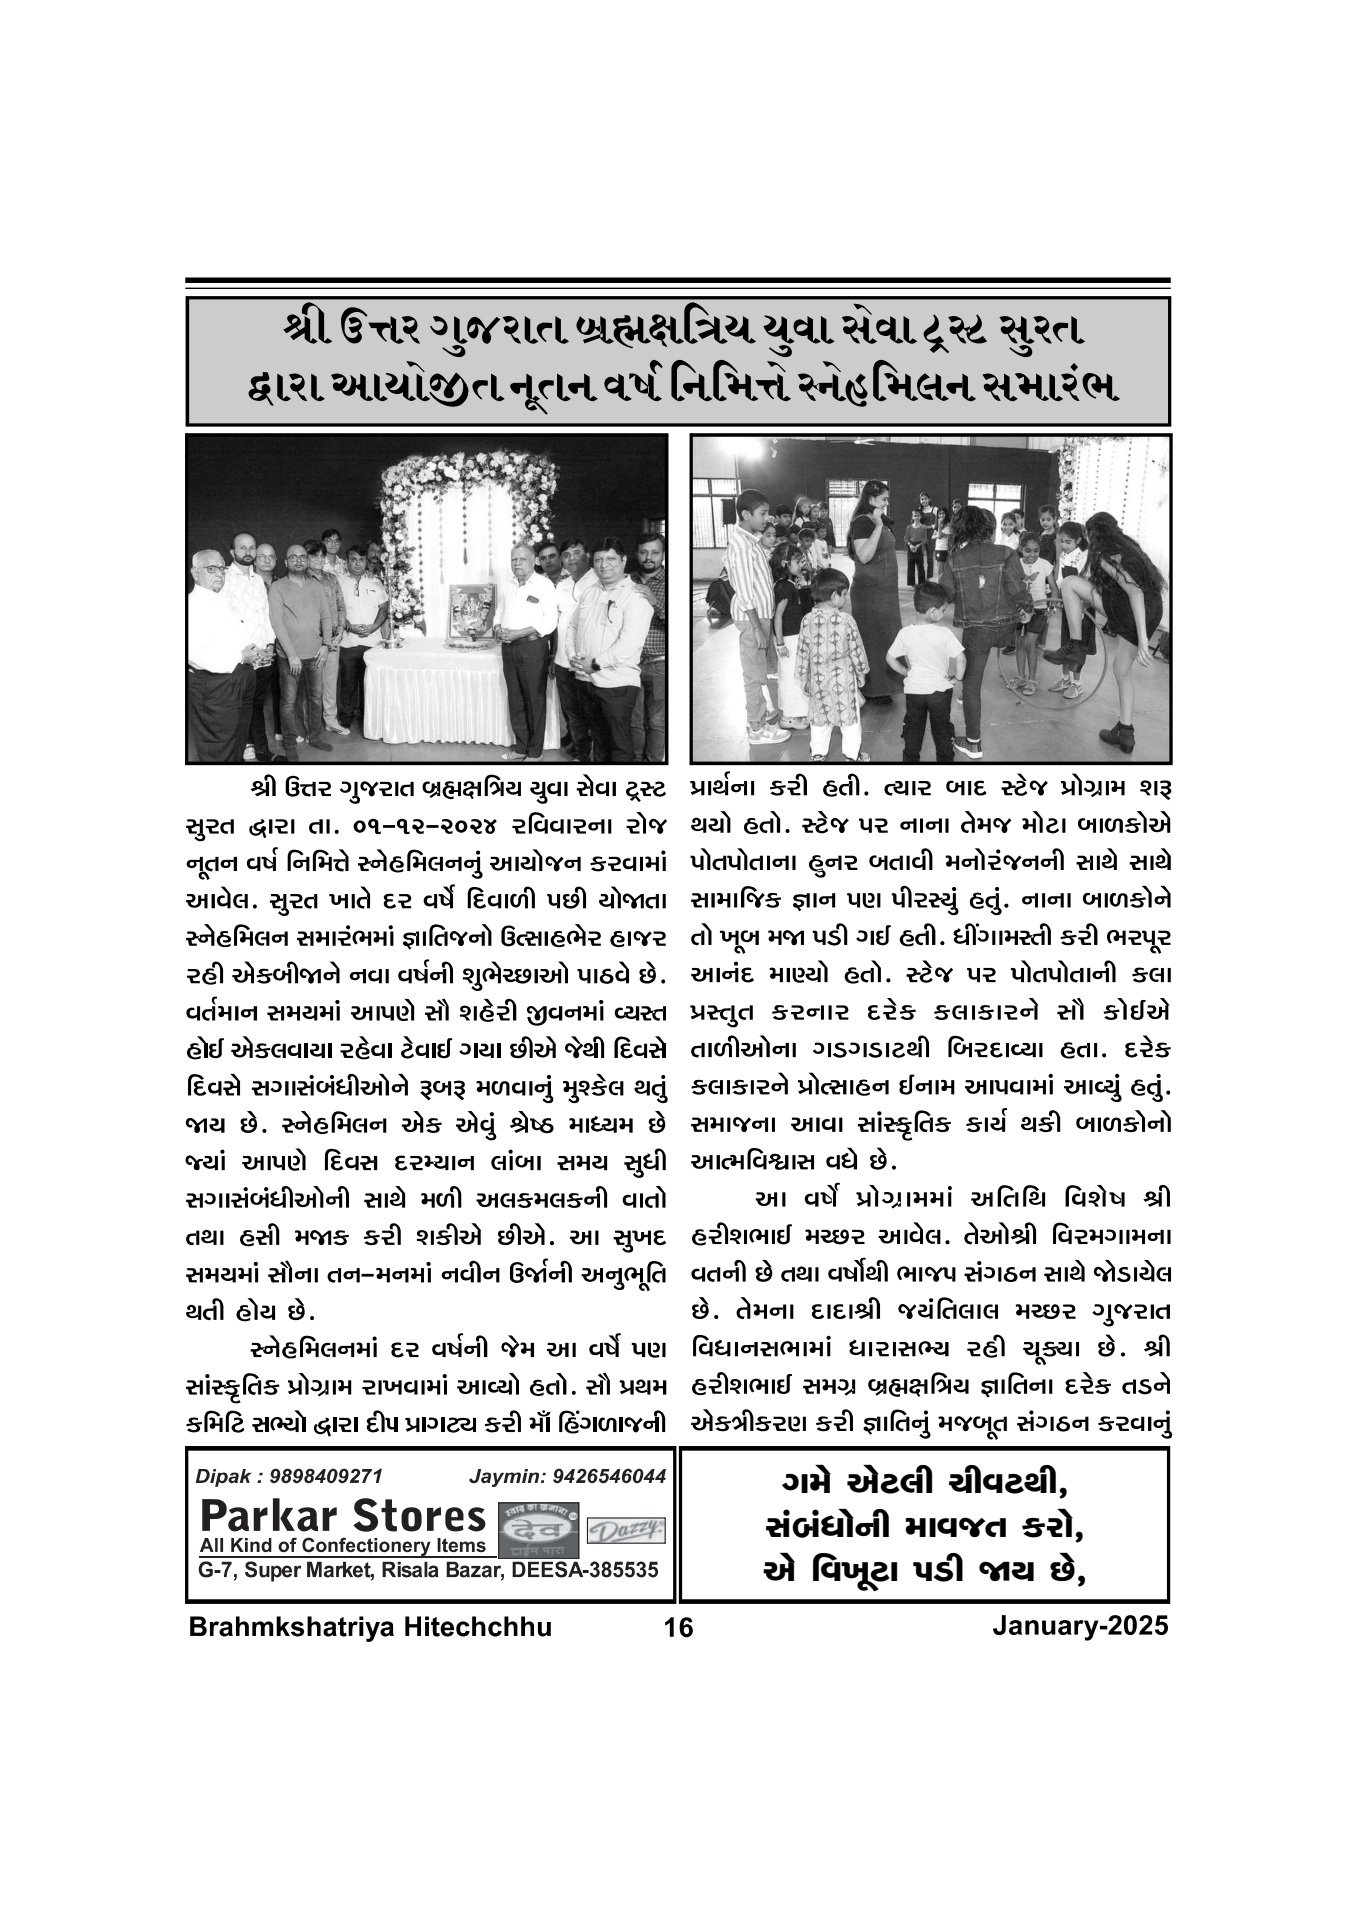 શ્રી ઉત્તર ગુજરાત બ્રહ્મક્ષત્રિય યુવા સેવા ટ્રસ્ટ સુરત
દ્વારા આયોજીત નૂતન વર્ષ નિમિત્તે સ્નેહમિલન સમારંભ
શ્રી ઉત્તર ગુજરાત બ્રહ્મક્ષત્રિય યુવા સેવા ટ્રસ્ટ
સુરત દ્વારા તા. ૦૧-૧૨-૨૦૨૪ રવિવારના રોજ
નૂતન વર્ષ નિમિત્તે સ્નેહમિલનનું આયોજન કરવામાં
આવેલ. સુરત ખાતે દર વર્ષે દિવાળી પછી યોજાતા
સ્નેહમિલન સમારંભમાં જ્ઞાતિજનો ઉત્સાહભેર હાજર
રહી એકબીજાને નવા વર્ષની શુભેચ્છાઓ પાઠવે છે.
વર્તમાન સમયમાં આપણે સૌ શહેરી જીવનમાં વ્યસ્ત
હોઈ એકલવાયા રહેવા ટેવાઈ ગયા છીએ જેથી દિવસે
દિવસે સગાસંબંધીઓને રૂબરૂ મળવાનું મુશ્કેલ થતું
જાય છે. સ્નેહમિલન એક એવું શ્રેષ્ઠ માધ્યમ છે
જ્યાં આપણે દિવસ દરમ્યાન લાંબા સમય સુધી
સગાસંબંધીઓની સાથે મળી અલકમલકની વાતો
તથા હસી મજાક કરી શકીએ છીએ. આ સુખદ
સમયમાં સૌના તન-મનમાં નવીન ઉર્જાની અનુભૂતિ
થતી હોય છે.
સ્નેહમિલનમાં દર વર્ષની જેમ આ વર્ષે પણ
સાંસ્કૃતિક પ્રોગ્રામ રાખવામાં આવ્યો હતો. સૌ પ્રથમ
કમિટિ સભ્યો દ્વારા દીપ પ્રાગટ્ય કરી માઁ હિંગળાજની
પ્રાર્થના કરી હતી. ત્યાર બાદ સ્ટેજ પ્રોગ્રામ શરૂ
થયો હતો. સ્ટેજ પર નાના તેમજ મોટા બાળકોએ
પોતપોતાના હુનર બતાવી મનોરંજનની સાથે સાથે
સામાજિક જ્ઞાન પણ પીરસ્યું હતું. નાના બાળકોને
તો ખૂબ મજા પડી ગઈ હતી. ધીંગામસ્તી કરી ભરપૂર
આનંદ માણ્યો હતો. સ્ટેજ પર પોતપોતાની કલા
પ્રસ્તુત કરનાર દરેક કલાકારને સૌ કોઈએ
તાળીઓના ગડગડાટથી બિરદાવ્યા હતા. દરેક
કલાકારને પ્રોત્સાહન ઈનામ આપવામાં આવ્યું હતું.
સમાજના આવા સાંસ્કૃતિક કાર્ય થકી બાળકોનો
આત્મવિશ્વાસ વધે છે.
આ વર્ષે પ્રોગ્રામમાં અતિથિ વિશેષ શ્રી
હરીશભાઈ મચ્છર આવેલ. તેઓશ્રી વિરમગામના
વતની છે તથા વર્ષોથી ભાજપ સંગઠન સાથે જોડાયેલ
છે. તેમના દાદાશ્રી જયંતિલાલ મચ્છર ગુજરાત
વિધાનસભામાં ધારાસભ્ય રહી ચૂક્યા છે. શ્રી
હરીશભાઈ સમગ્ર બ્રહ્મક્ષત્રિય જ્ઞાતિના દરેક તડને
એકત્રીકરણ કરી જ્ઞાતિનું મજબૂત સંગઠન કરવાનું
Dipak : 9898409271 Jaymin: 9426546044
Parkar Stores
All Kind of Confectionery Items
स्वाद का खजाना
देव
टाईम पास
Dazzy
G-7, Super Market, Risala Bazar, DEESA-385535
ગમે એટલી ચીવટથી,
સંબંધોની માવજત કરો,
એ વિખૂટા પડી જાય છે,
Brahmkshatriya Hitechchhu 16 January-2025